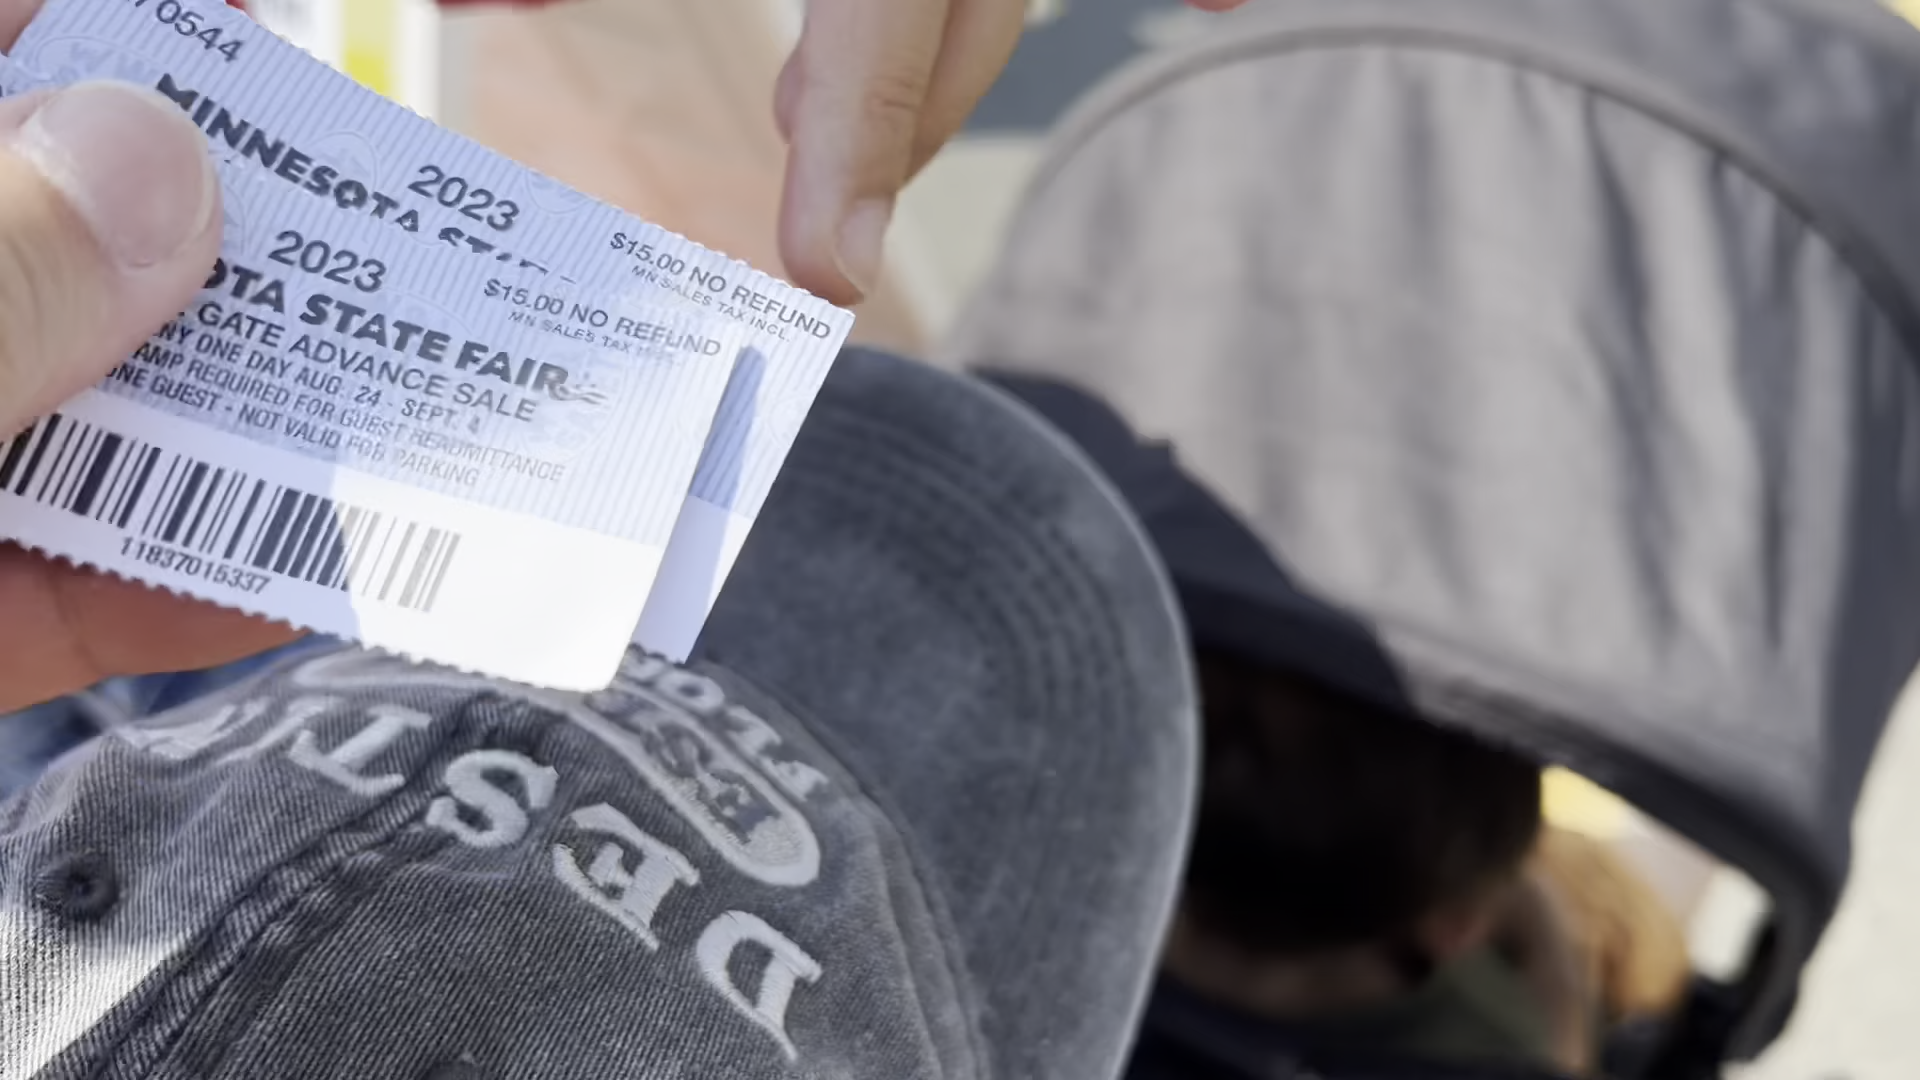 70544
2023
MINNESOTA
$15.00 NO REFUND
MN SALES TAX INCL.
2023
OTA STATE FAIR
$15.00 NO REFUND
MN SALES TAX
GATE ADVANCE SALE
NY ONE DAY AUG. 24 - SEPT. 4
AMP REQUIRED FOR GUEST READMITTANCE
ONE GUEST - NOT VALID FOR PARKING
11837015337
DEST